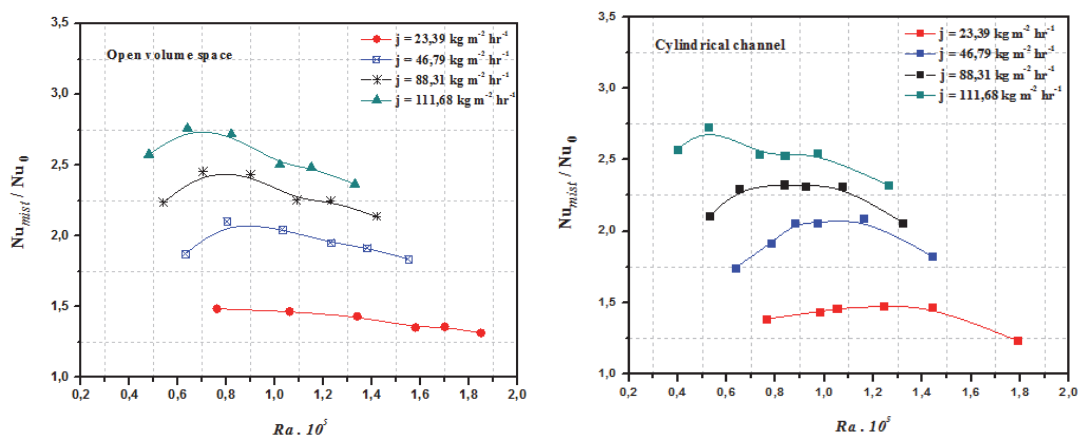 Open volume space
j = 23,39 kg m⁻² hr⁻¹
j = 46,79 kg m⁻² hr⁻¹
j = 88,31 kg m⁻² hr⁻¹
j = 111,68 kg m⁻² hr⁻¹
Nu_mist / Nu_0
3,5
3,0
2,5
2,0
1,5
1,0
0,2 0,4 0,6 0,8 1,0 1,2 1,4 1,6 1,8 2,0
Ra . 10⁵
Cylindrical channel
j = 23,39 kg m⁻² hr⁻¹
j = 46,79 kg m⁻² hr⁻¹
j = 88,31 kg m⁻² hr⁻¹
j = 111,68 kg m⁻² hr⁻¹
Nu_mist / Nu_0
3,5
3,0
2,5
2,0
1,5
1,0
0,2 0,4 0,6 0,8 1,0 1,2 1,4 1,6 1,8 2,0
Ra . 10⁵